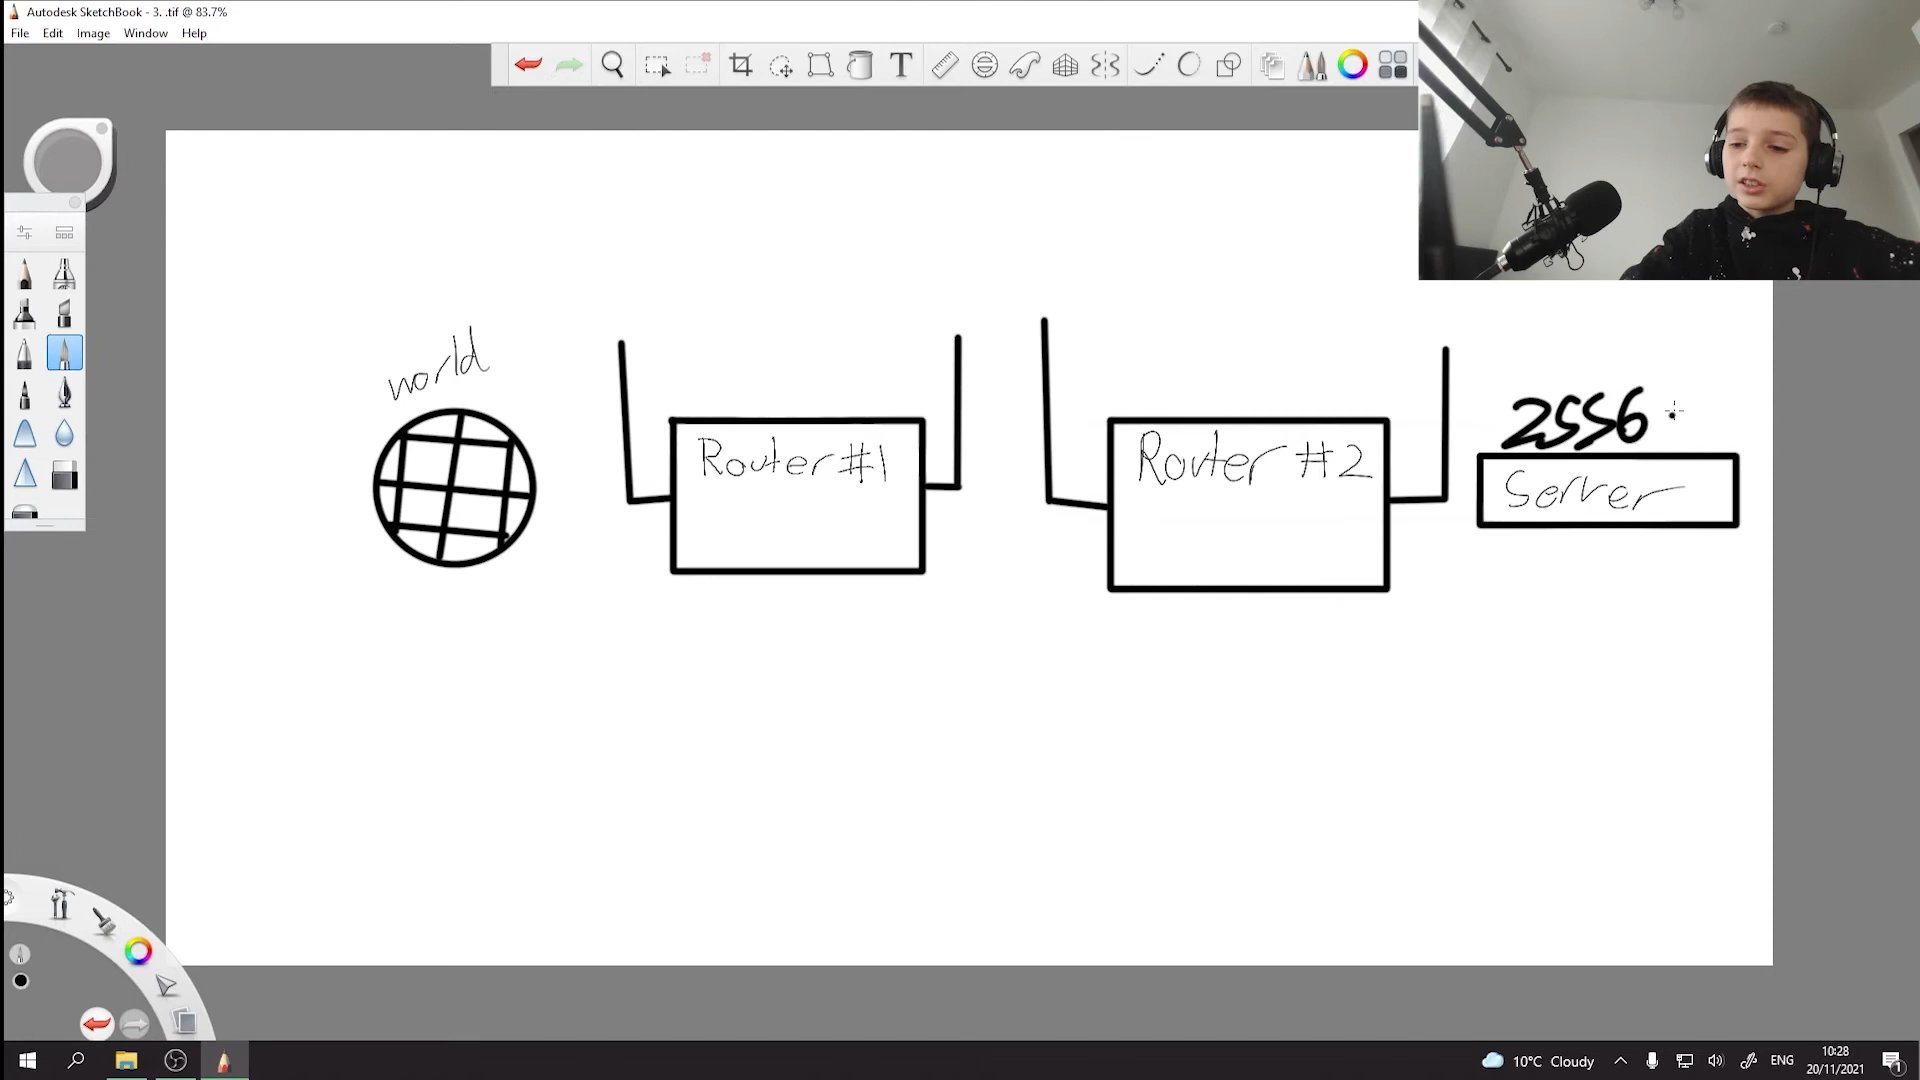 Autodesk SketchBook - 3. .tif @ 83.7%
File Edit Image Window Help
T
world
Router #1
Router #2
2556
Server
10°C Cloudy
ENG
10:28
20/11/2021
1